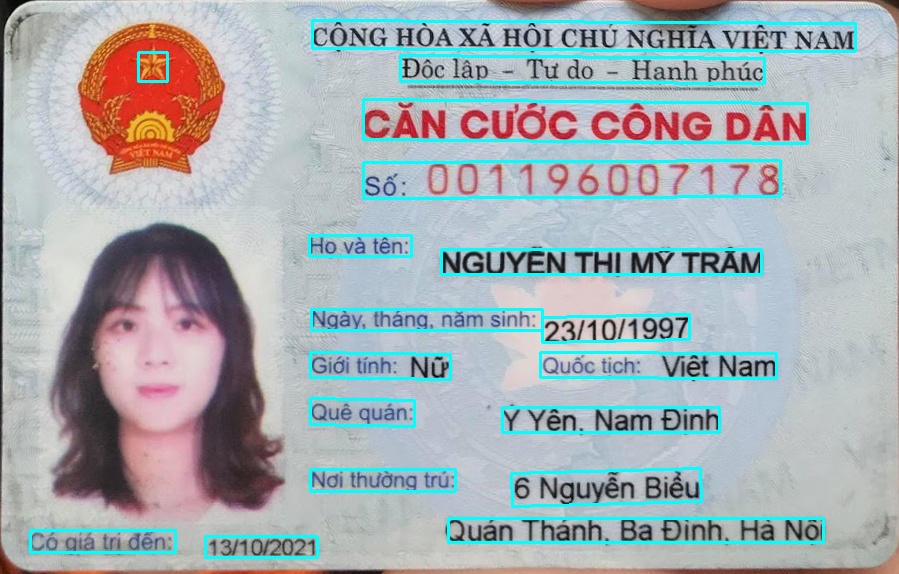 CỘNG HÒA XÃ HỘI CHỦ NGHĨA VIỆT NAM
Độc lập – Tự do – Hạnh phúc
CĂN CƯỚC CÔNG DÂN
Số: 001196007178
VIỆT NAM
Họ và tên: NGUYỄN THỊ MỸ TRÂM
Ngày, tháng, năm sinh: 23/10/1997
Giới tính: Nữ Quốc tịch: Việt Nam
Quê quán: Ý Yên, Nam Định
Nơi thường trú: 6 Nguyễn Biểu
Quán Thánh, Ba Đình, Hà Nội
Có giá trị đến: 13/10/2021